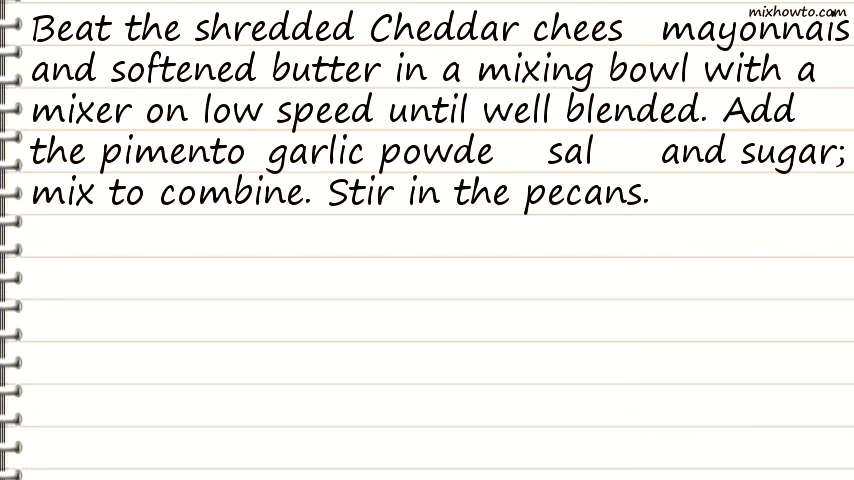 mixhowto.com
Beat the shredded Cheddar chees mayonnais
and softened butter in a mixing bowl with a
mixer on low speed until well blended. Add
the pimento garlic powde sal and sugar;
mix to combine. Stir in the pecans.